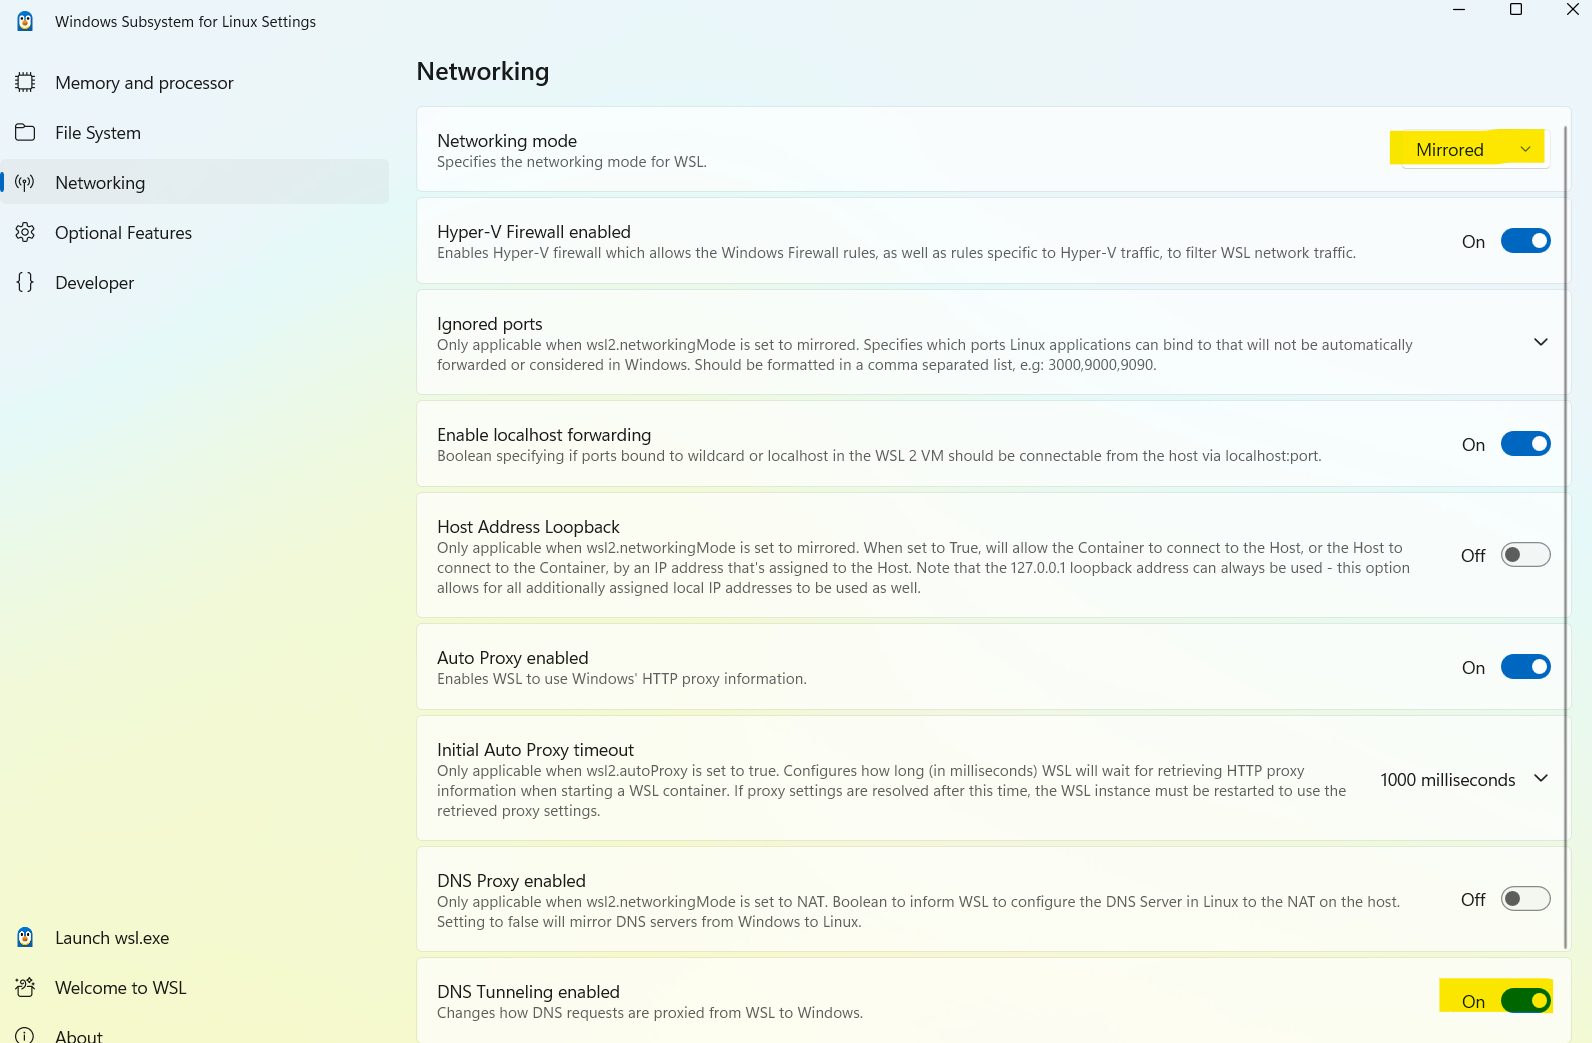 Windows Subsystem for Linux Settings
Memory and processor
File System
Networking
Optional Features
Developer
Launch wsl.exe
Welcome to WSL
About
Networking
Networking mode
Specifies the networking mode for WSL.
Mirrored
Hyper-V Firewall enabled
Enables Hyper-V firewall which allows the Windows Firewall rules, as well as rules specific to Hyper-V traffic, to filter WSL network traffic.
On
Ignored ports
Only applicable when wsl2.networkingMode is set to mirrored. Specifies which ports Linux applications can bind to that will not be automatically
forwarded or considered in Windows. Should be formatted in a comma separated list, e.g: 3000,9000,9090.
Enable localhost forwarding
Boolean specifying if ports bound to wildcard or localhost in the WSL 2 VM should be connectable from the host via localhost:port.
On
Host Address Loopback
Only applicable when wsl2.networkingMode is set to mirrored. When set to True, will allow the Container to connect to the Host, or the Host to
connect to the Container, by an IP address that's assigned to the Host. Note that the 127.0.0.1 loopback address can always be used - this option
allows for all additionally assigned local IP addresses to be used as well.
Off
Auto Proxy enabled
Enables WSL to use Windows' HTTP proxy information.
On
Initial Auto Proxy timeout
Only applicable when wsl2.autoProxy is set to true. Configures how long (in milliseconds) WSL will wait for retrieving HTTP proxy
information when starting a WSL container. If proxy settings are resolved after this time, the WSL instance must be restarted to use the
retrieved proxy settings.
1000 milliseconds
DNS Proxy enabled
Only applicable when wsl2.networkingMode is set to NAT. Boolean to inform WSL to configure the DNS Server in Linux to the NAT on the host.
Setting to false will mirror DNS servers from Windows to Linux.
Off
DNS Tunneling enabled
Changes how DNS requests are proxied from WSL to Windows.
On